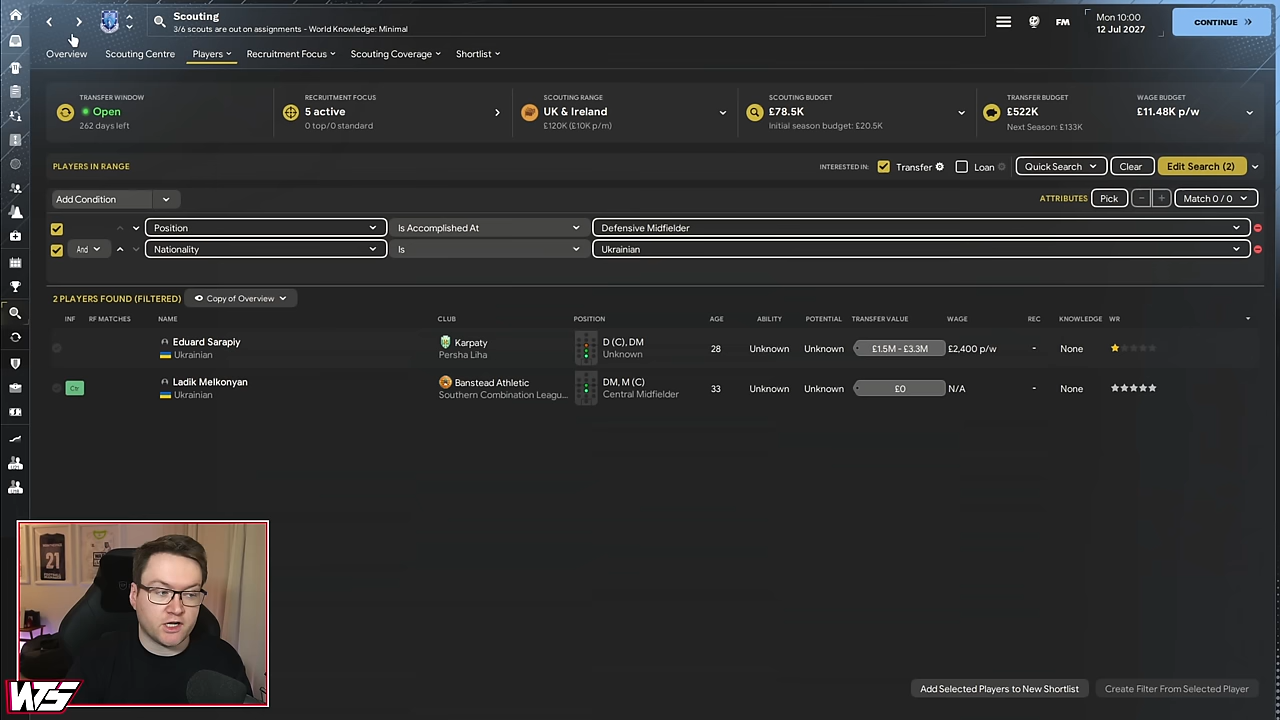 Scouting
3/6 scouts are out on assignments - World Knowledge: Minimal
FM
Mon 10:00
12 Jul 2027
CONTINUE
Overview
Scouting Centre
Players
Recruitment Focus
Scouting Coverage
Shortlist
TRANSFER WINDOW
Open
262 days left
RECRUITMENT FOCUS
5 active
0 top/0 standard
SCOUTING RANGE
UK & Ireland
£120K (£10K p/m)
SCOUTING BUDGET
£78.5K
Initial season budget: £20.5K
TRANSFER BUDGET
£522K
Next Season: £133K
WAGE BUDGET
£11.48K p/w
PLAYERS IN RANGE
INTERESTED IN:
Transfer
Loan
Quick Search
Clear
Edit Search (2)
Add Condition
ATTRIBUTES
Pick
Match 0 / 0
Position
Is Accomplished At
Defensive Midfielder
And
Nationality
Is
Ukrainian
2 PLAYERS FOUND (FILTERED)
Copy of Overview
INF RF MATCHES NAME CLUB POSITION AGE ABILITY POTENTIAL TRANSFER VALUE WAGE REC KNOWLEDGE WR
Eduard Sarapiy
Ukrainian
Karpaty
Persha Liha
D (C), DM
Unknown
28
Unknown
Unknown
£1.5M - £3.3M
£2,400 p/w
-
None
Ctr
Ladik Melkonyan
Ukrainian
Banstead Athletic
Southern Combination Leagu...
DM, M (C)
Central Midfielder
33
Unknown
Unknown
£0
N/A
-
None
21
WTS
Add Selected Players to New Shortlist
Create Filter From Selected Player